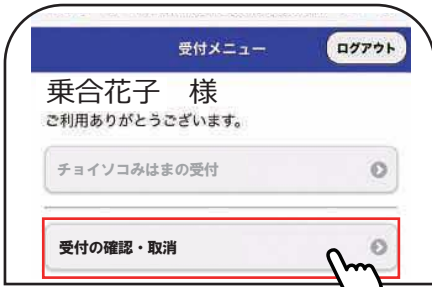 受付メニュー
ログアウト
乗合花子　様
ご利用ありがとうございます。
チョイソコみはまの受付
受付の確認・取消